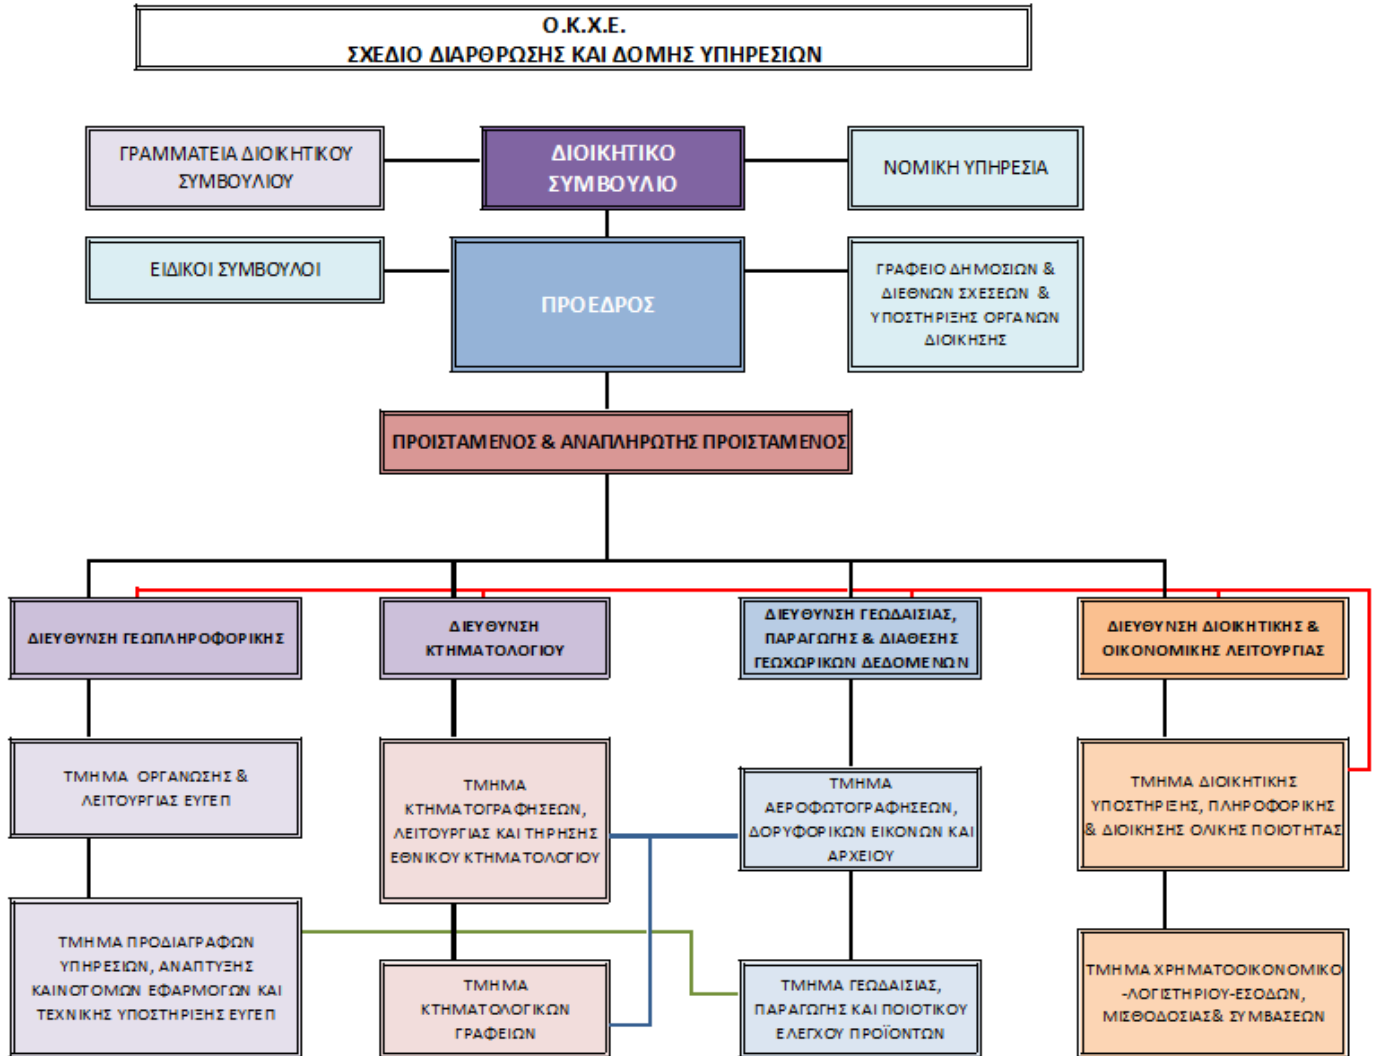 Ο.Κ.Χ.Ε.
ΣΧΕΔΙΟ ΔΙΑΡΘΡΩΣΗΣ ΚΑΙ ΔΟΜΗΣ ΥΠΗΡΕΣΙΩΝ
ΓΡΑΜΜΑΤΕΙΑ ΔΙΟΙΚΗΤΙΚΟΥ
ΣΥΜΒΟΥΛΙΟΥ
ΔΙΟΙΚΗΤΙΚΟ
ΣΥΜΒΟΥΛΙΟ
ΝΟΜΙΚΗ ΥΠΗΡΕΣΙΑ
ΕΙΔΙΚΟΙ ΣΥΜΒΟΥΛΟΙ
ΠΡΟΕΔΡΟΣ
ΓΡΑΦΕΙΟ ΔΗΜΟΣΙΩΝ &
ΔΙΕΘΝΩΝ ΣΧΕΣΕΩΝ &
ΥΠΟΣΤΗΡΙΞΗΣ ΟΡΓΑΝΩΝ
ΔΙΟΙΚΗΣΗΣ
ΠΡΟΙΣΤΑΜΕΝΟΣ & ΑΝΑΠΛΗΡΩΤΗΣ ΠΡΟΙΣΤΑΜΕΝΟΣ
ΔΙΕΥΘΥΝΣΗ ΓΕΩΠΛΗΡΟΦΟΡΙΚΗΣ
ΔΙΕΥΘΥΝΣΗ
ΚΤΗΜΑΤΟΛΟΓΙΟΥ
ΔΙΕΥΘΥΝΣΗ ΓΕΩΔΑΙΣΙΑΣ,
ΠΑΡΑΓΩΓΗΣ & ΔΙΑΘΕΣΗΣ
ΓΕΩΧΩΡΙΚΩΝ ΔΕΔΟΜΕΝΩΝ
ΔΙΕΥΘΥΝΣΗ ΔΙΟΙΚΗΤΙΚΗΣ &
ΟΙΚΟΝΟΜΙΚΗΣ ΛΕΙΤΟΥΡΓΙΑΣ
ΤΜΗΜΑ ΟΡΓΑΝΩΣΗΣ &
ΛΕΙΤΟΥΡΓΙΑΣ ΕΥΓΕΠ
ΤΜΗΜΑ
ΚΤΗΜΑΤΟΓΡΑΦΗΣΕΩΝ,
ΛΕΙΤΟΥΡΓΙΑΣ ΚΑΙ ΤΗΡΗΣΗΣ
ΕΘΝΙΚΟΥ ΚΤΗΜΑΤΟΛΟΓΙΟΥ
ΤΜΗΜΑ
ΑΕΡΟΦΩΤΟΓΡΑΦΗΣΕΩΝ,
ΔΟΡΥΦΟΡΙΚΩΝ ΕΙΚΟΝΩΝ ΚΑΙ
ΑΡΧΕΙΟΥ
ΤΜΗΜΑ ΔΙΟΙΚΗΤΙΚΗΣ
ΥΠΟΣΤΗΡΙΞΗΣ, ΠΛΗΡΟΦΟΡΙΚΗΣ
& ΔΙΟΙΚΗΣΗΣ ΟΛΙΚΗΣ ΠΟΙΟΤΗΤΑΣ
ΤΜΗΜΑ ΠΡΟΔΙΑΓΡΑΦΩΝ
ΥΠΗΡΕΣΙΩΝ, ΑΝΑΠΤΥΞΗΣ
ΚΑΙΝΟΤΟΜΩΝ ΕΦΑΡΜΟΓΩΝ ΚΑΙ
ΤΕΧΝΙΚΗΣ ΥΠΟΣΤΗΡΙΞΗΣ ΕΥΓΕΠ
ΤΜΗΜΑ
ΚΤΗΜΑΤΟΛΟΓΙΚΩΝ
ΓΡΑΦΕΙΩΝ
ΤΜΗΜΑ ΓΕΩΔΑΙΣΙΑΣ,
ΠΑΡΑΓΩΓΗΣ ΚΑΙ ΠΟΙΟΤΙΚΟΥ
ΕΛΕΓΧΟΥ ΠΡΟΪΟΝΤΩΝ
ΤΜΗΜΑ ΧΡΗΜΑΤΟΟΙΚΟΝΟΜΙΚΟ
-ΛΟΓΙΣΤΗΡΙΟΥ-ΕΣΟΔΩΝ,
ΜΙΣΘΟΔΟΣΙΑΣ& ΣΥΜΒΑΣΕΩΝ